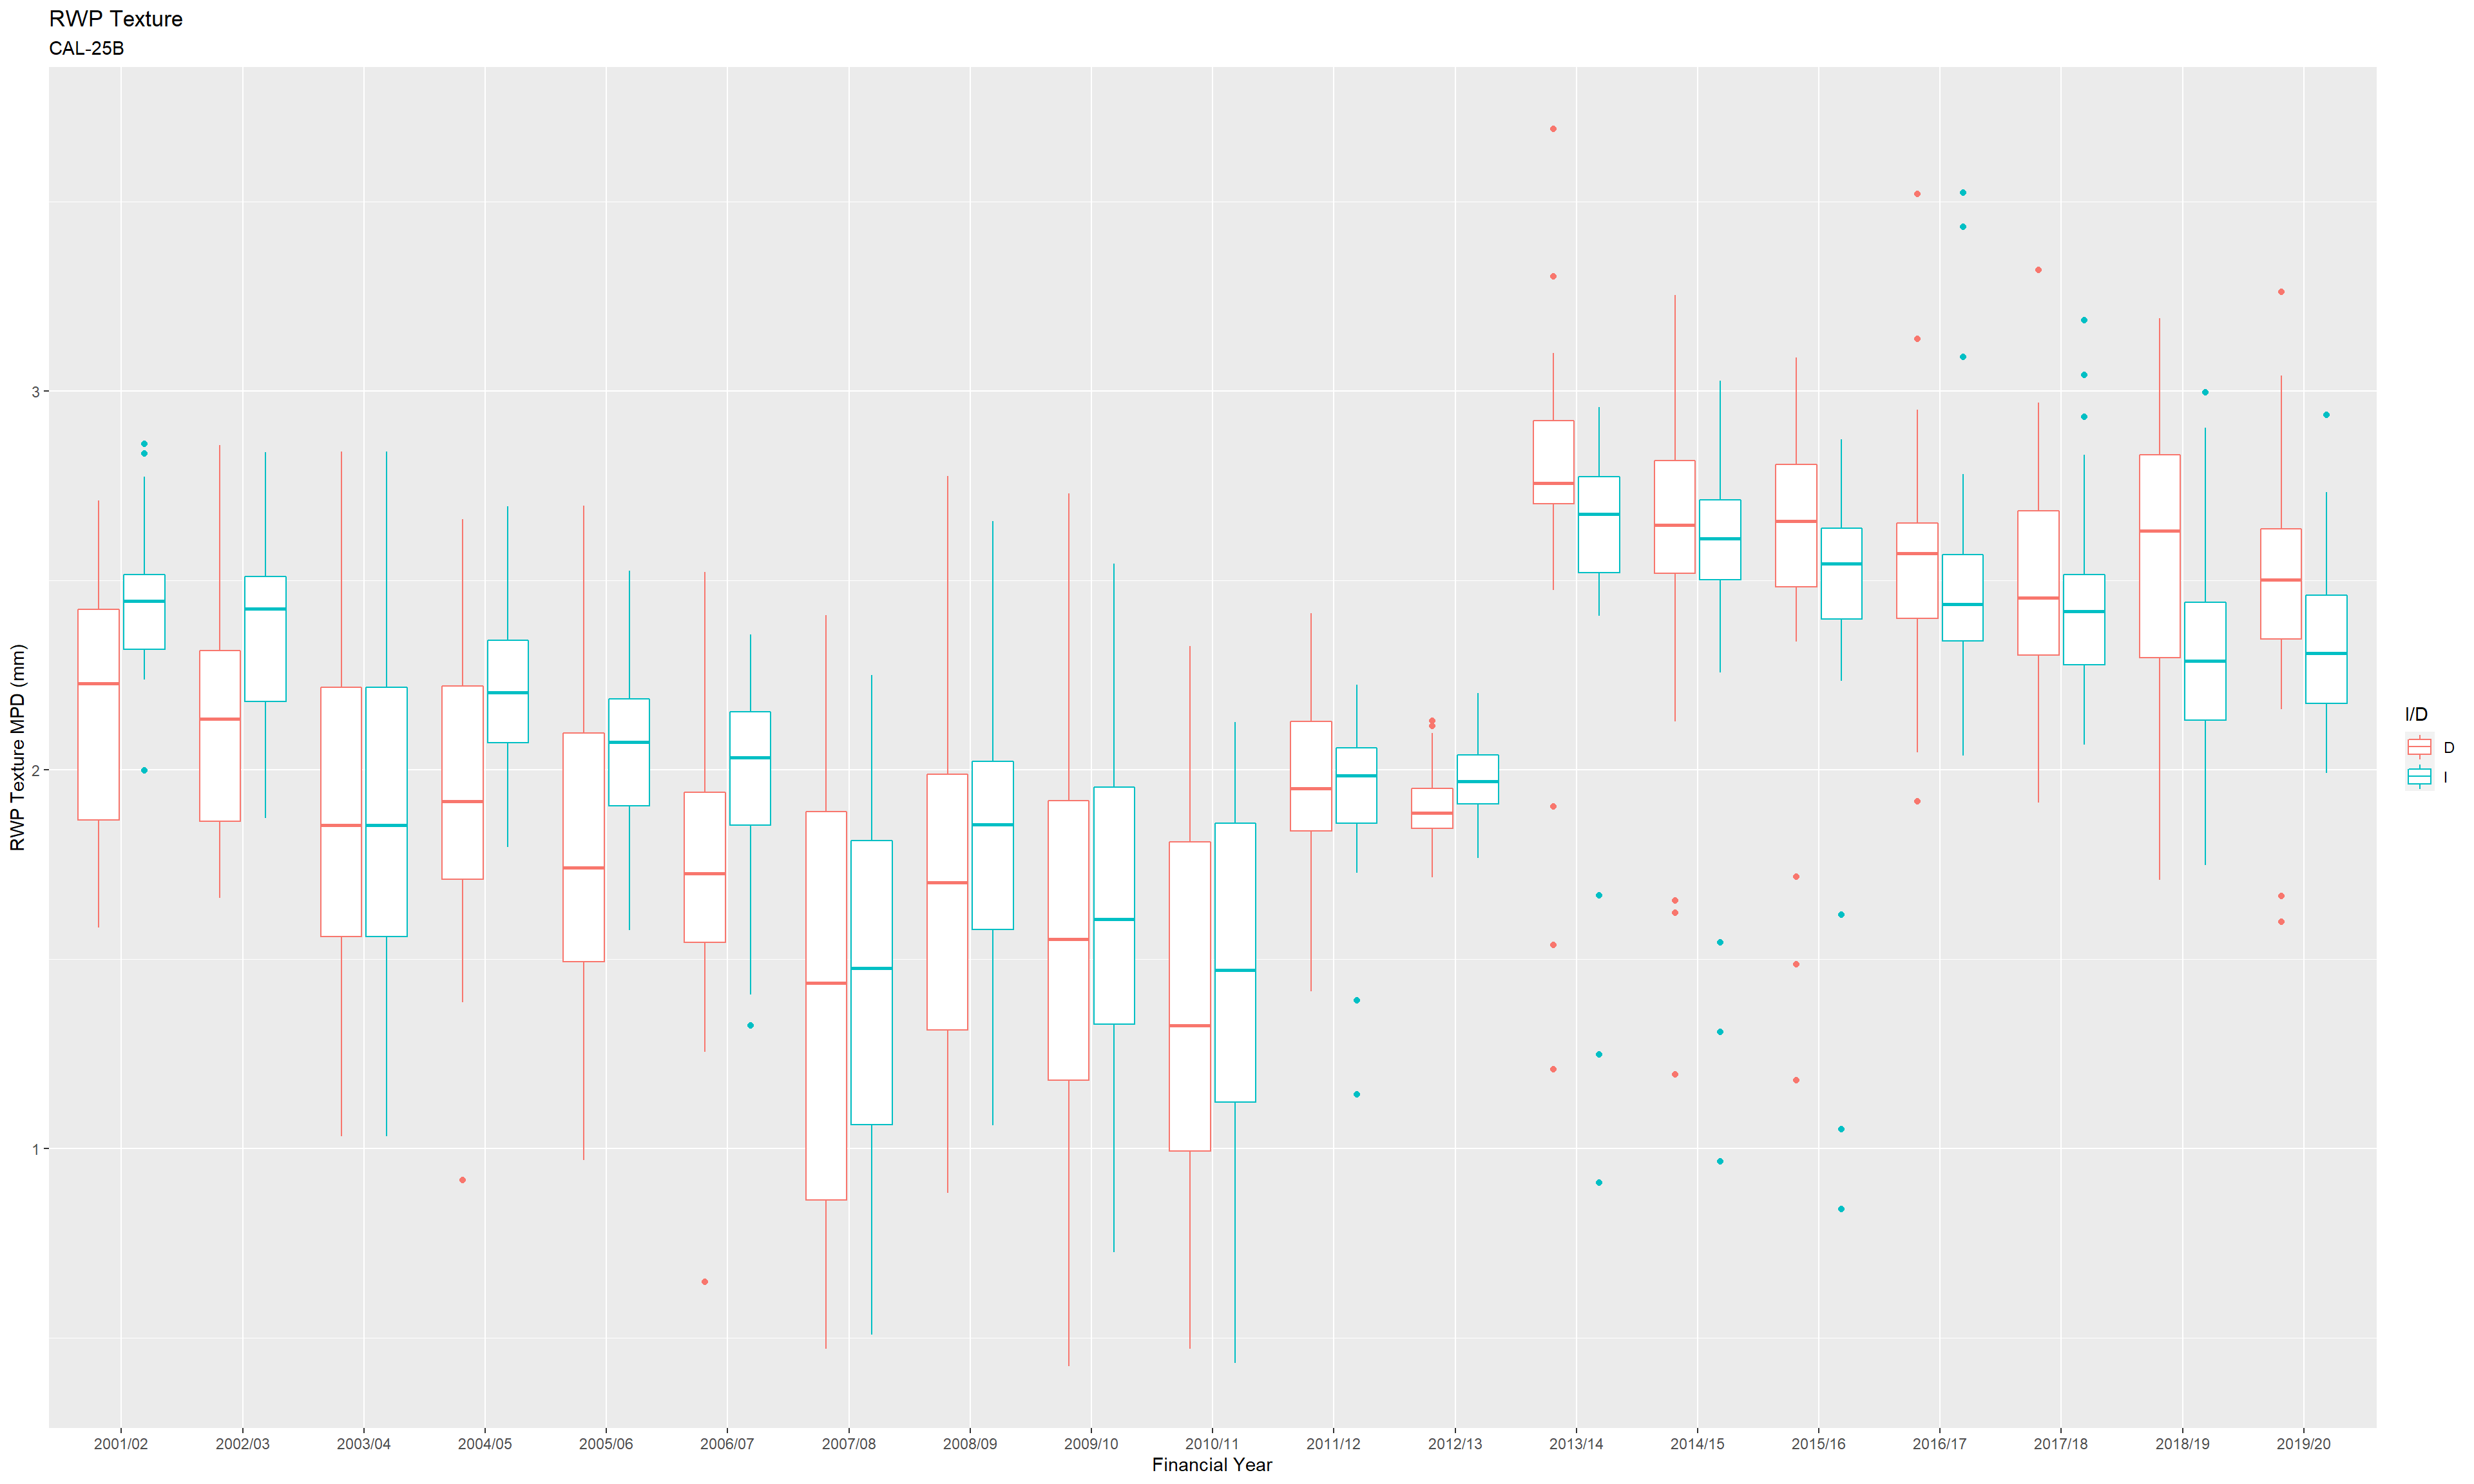 RWP Texture
CAL-25B
RWP Texture MPD (mm)
3
2
1
2001/02 2002/03 2003/04 2004/05 2005/06 2006/07 2007/08 2008/09 2009/10 2010/11 2011/12 2012/13 2013/14 2014/15 2015/16 2016/17 2017/18 2018/19 2019/20
Financial Year
I/D
D
I